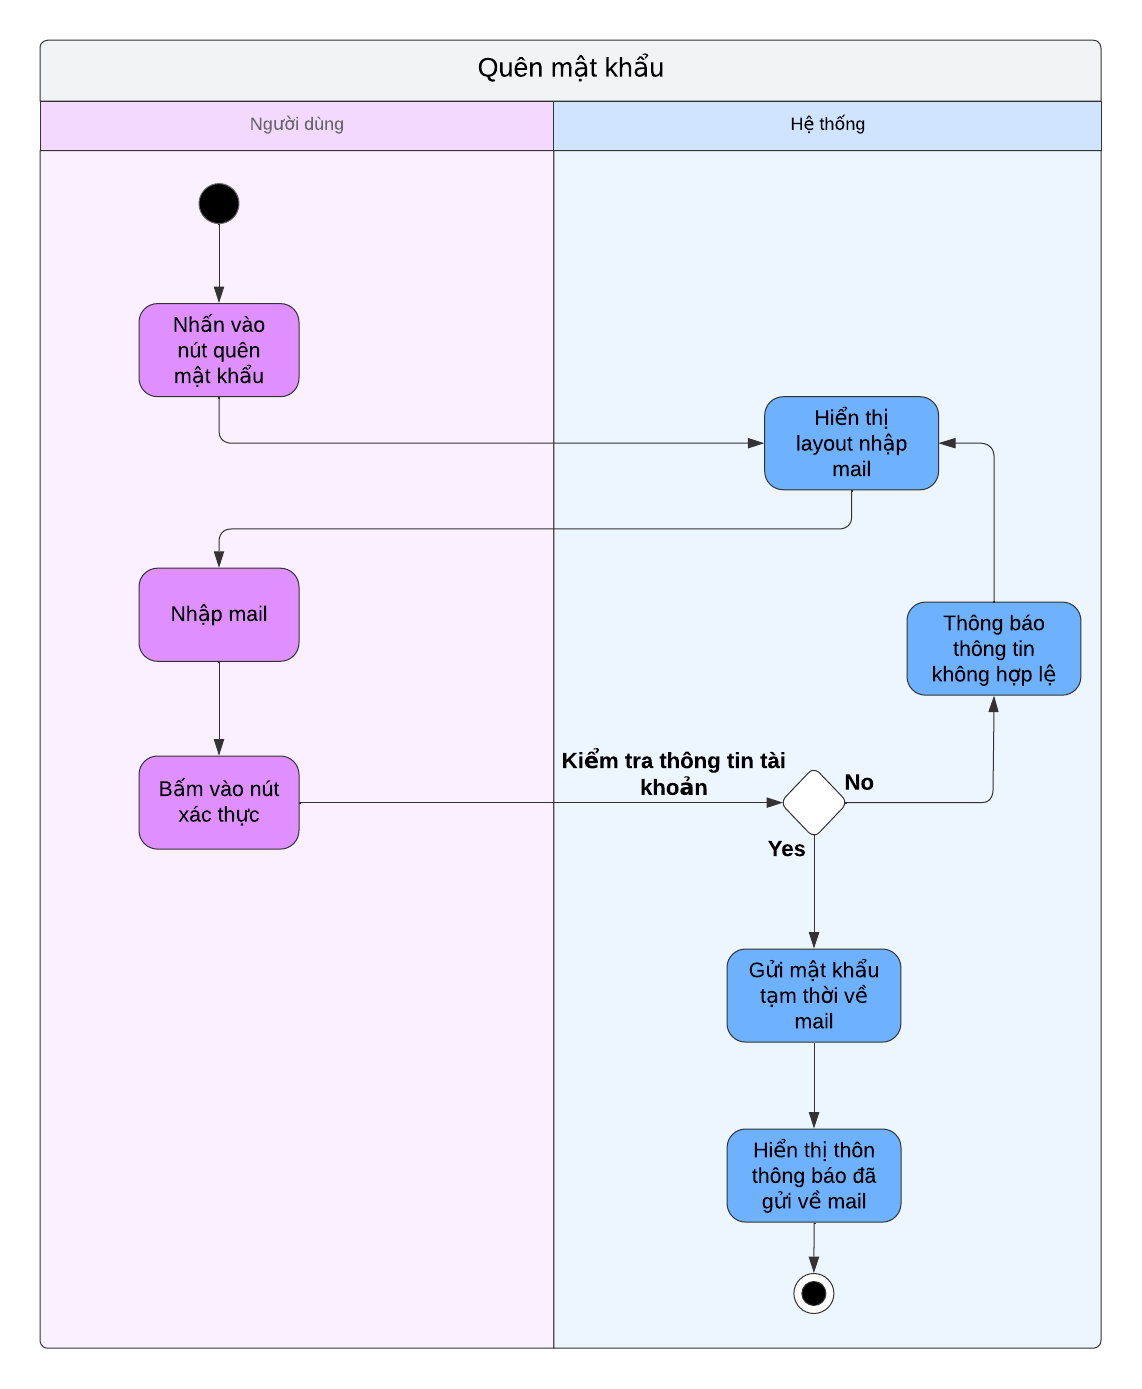 Quên mật khẩu
Người dùng
Hệ thống
Nhấn vào
nút quên
mật khẩu
Hiển thị
layout nhập
mail
Nhập mail
Thông báo
thông tin
không hợp lệ
Bấm vào nút
xác thực
Kiểm tra thông tin tài
khoản
No
Yes
Gửi mật khẩu
tạm thời về
mail
Hiển thị thôn
thông báo đã
gửi về mail